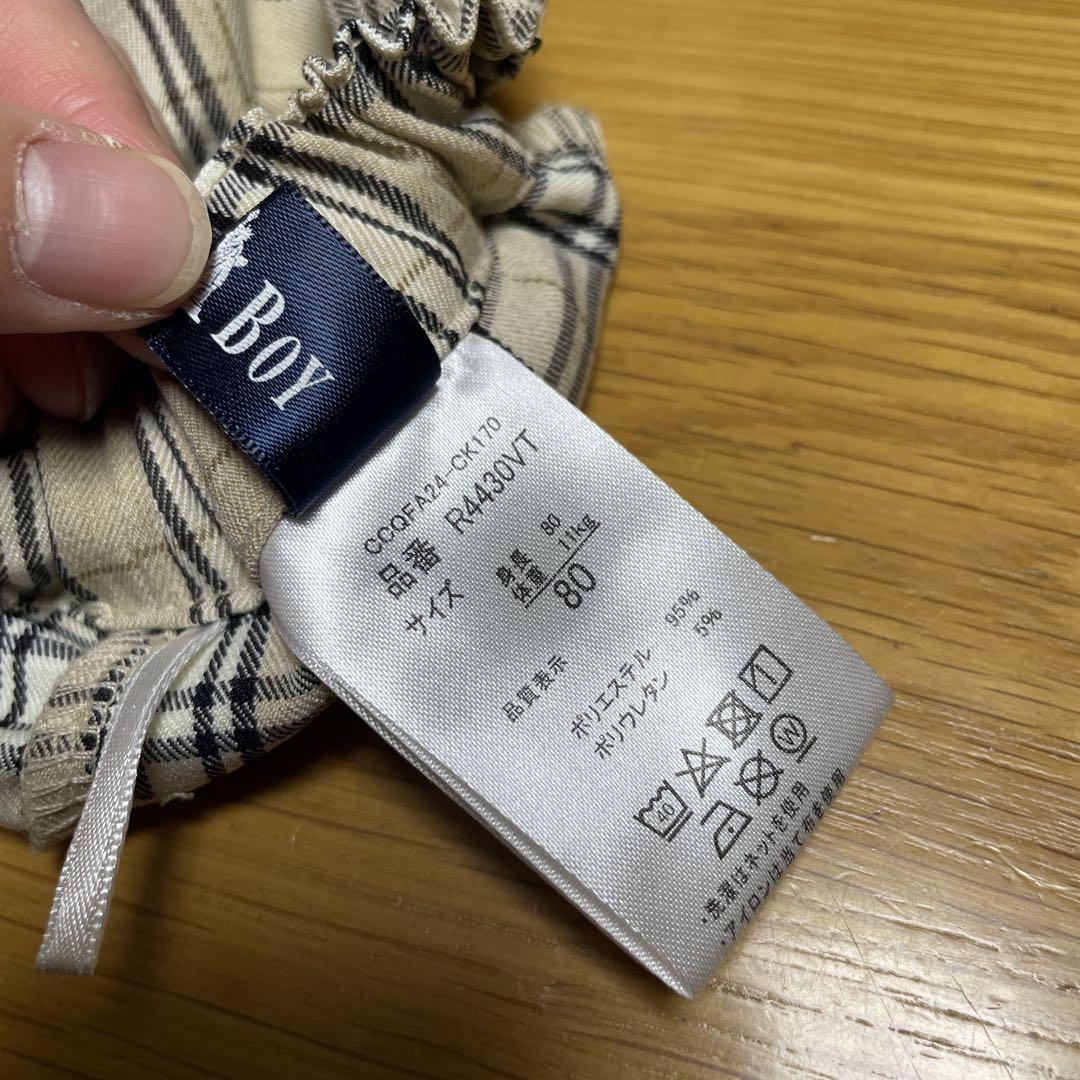 BOY
CCQFA24-CK170
品番 R4430VT
サイズ 身長 80
体重 11kg
80
品質表示
ポリエステル 95%
ポリウレタン 5%
40
W
・洗濯はネットを使用
・アイロンは当て布を使用